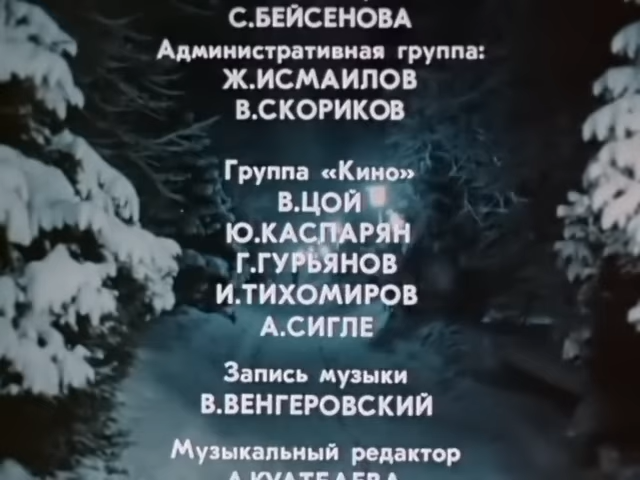 С.БЕЙСЕНОВА
Административная группа:
Ж.ИСМАИЛОВ
В.СКОРИКОВ
Группа «Кино»
В.ЦОЙ
Ю.КАСПАРЯН
Г.ГУРЬЯНОВ
И.ТИХОМИРОВ
А.СИГЛЕ
Запись музыки
В.ВЕНГЕРОВСКИЙ
Музыкальный редактор